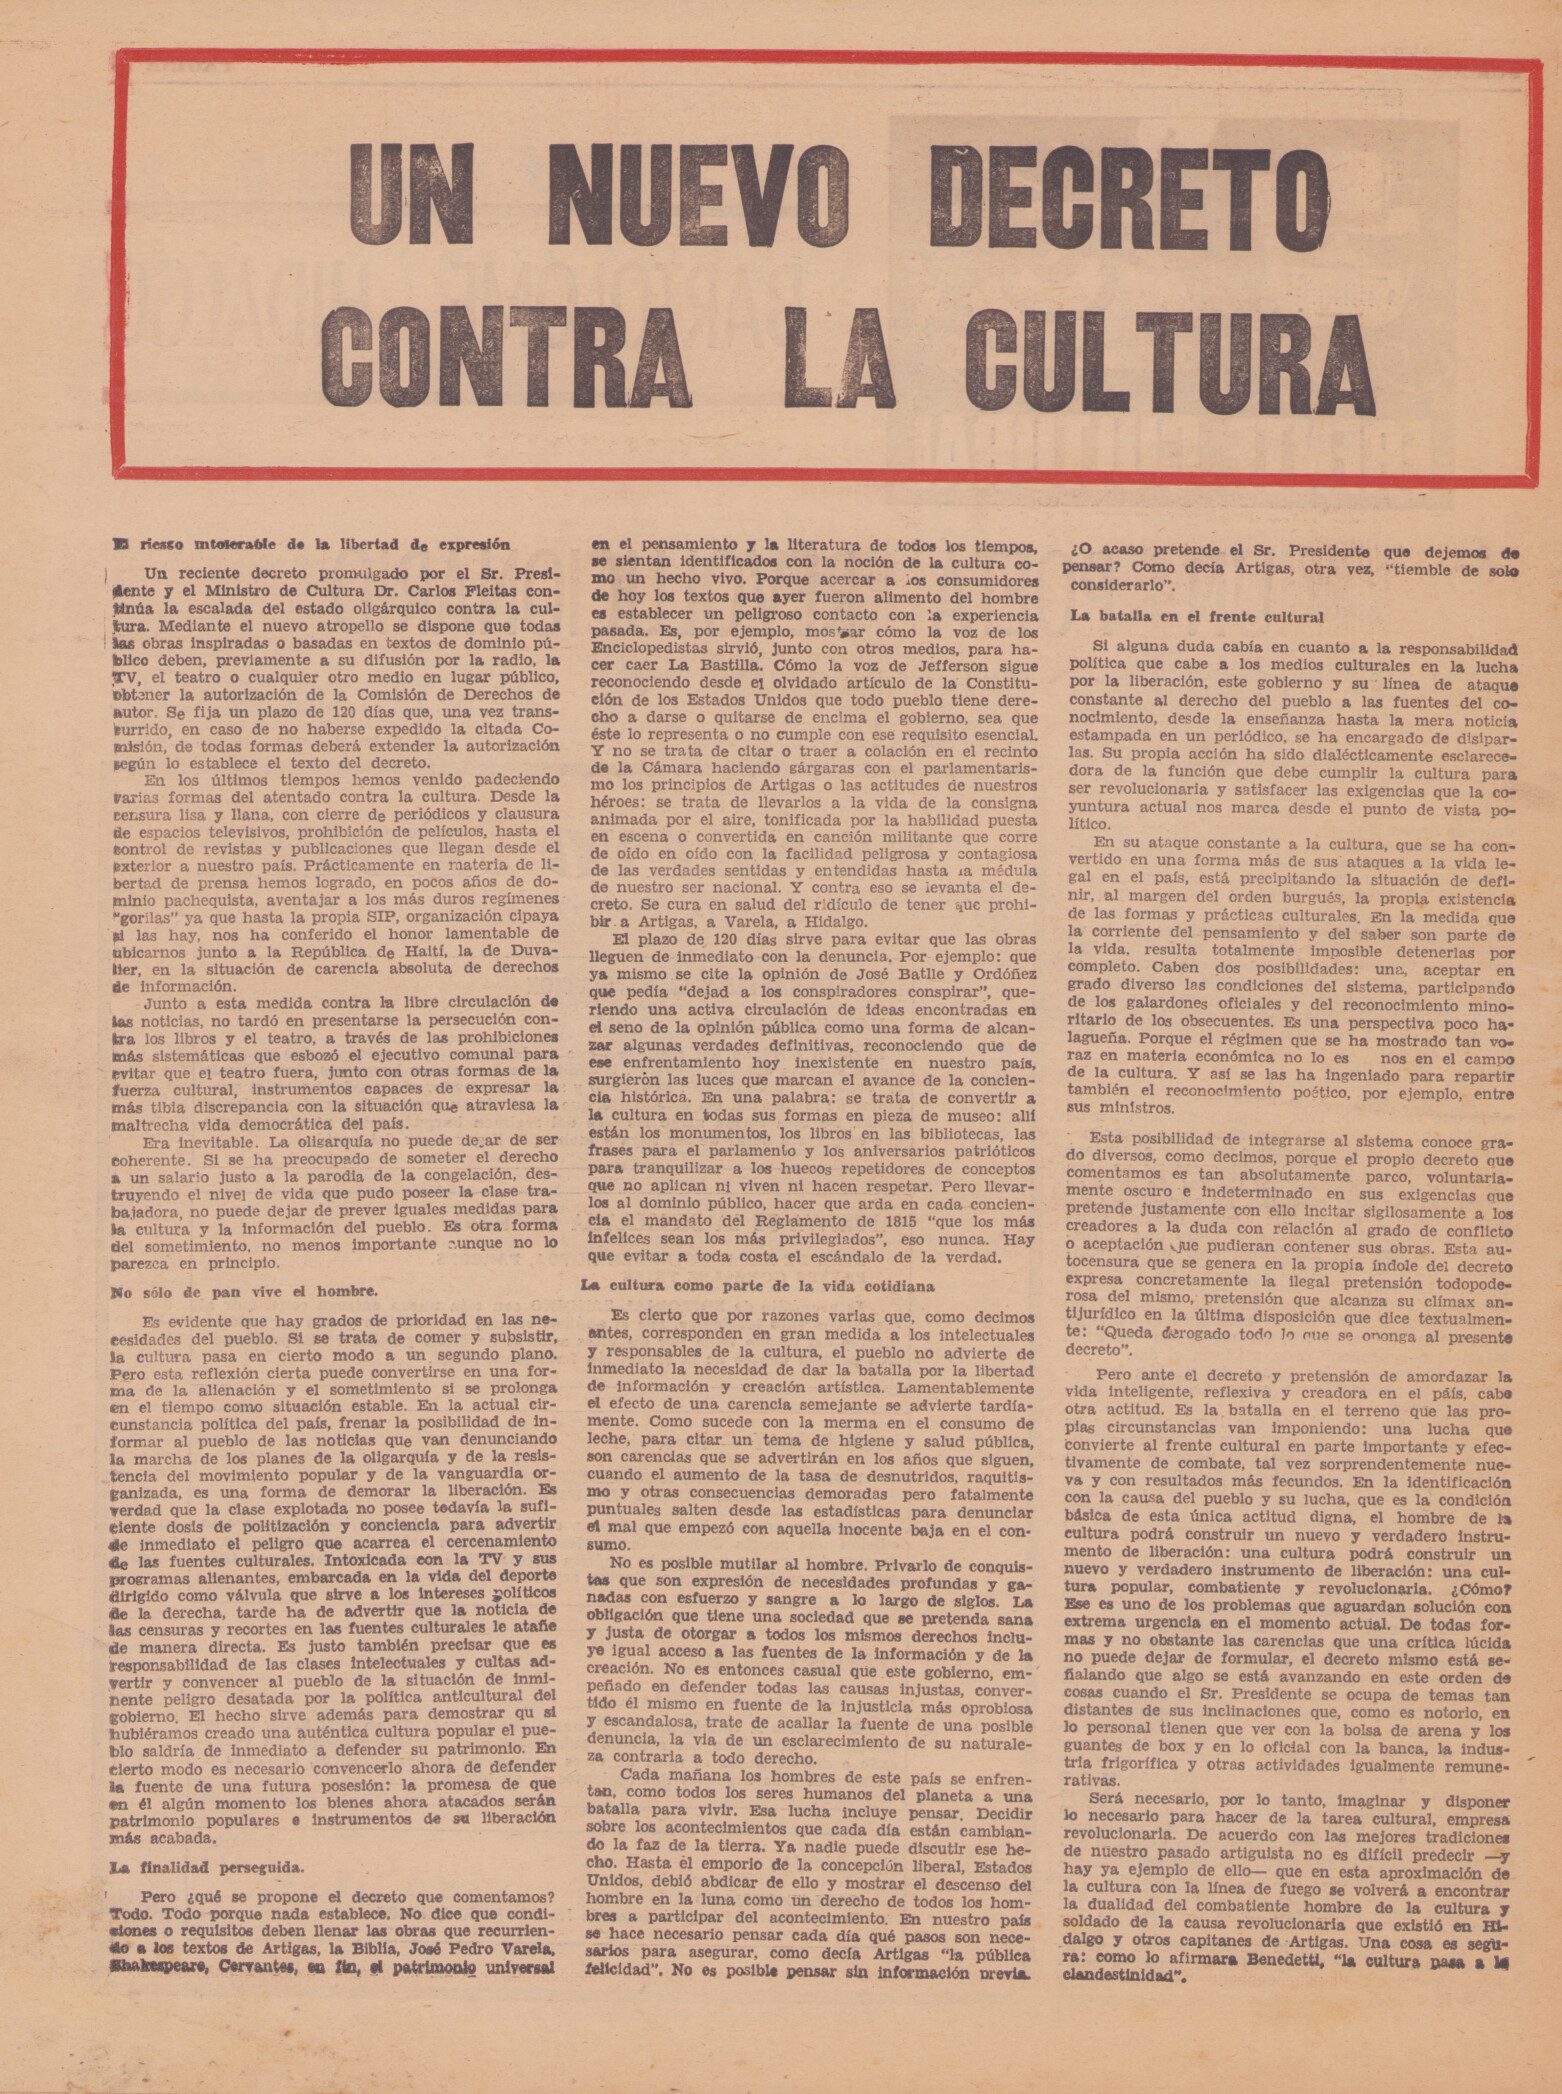 UN NUEVO DECRETO
CONTRA LA CULTURA
El riesgo intolerable de la libertad de expresión
Un reciente decreto promulgado por el Sr. Presi-
dente y el Ministro de Cultura Dr. Carlos Fleitas con-
tinúa la escalada del estado oligárquico contra la cul-
tura. Mediante el nuevo atropello se dispone que todas
las obras inspiradas o basadas en textos de dominio pú-
blico deben, previamente a su difusión por la radio, la
TV, el teatro o cualquier otro medio en lugar público,
obtener la autorización de la Comisión de Derechos de
autor. Se fija un plazo de 120 días que, una vez trans-
currido, en caso de no haberse expedido la citada Co-
misión, de todas formas deberá extender la autorización
según lo establece el texto del decreto.
En los últimos tiempos hemos venido padeciendo
varias formas del atentado contra la cultura. Desde la
censura lisa y llana, con cierre de periódicos y clausura
de espacios televisivos, prohibición de películas, hasta el
control de revistas y publicaciones que llegan desde el
exterior a nuestro país. Prácticamente en materia de li-
bertad de prensa hemos logrado, en pocos años de do-
minio pachequista, aventajar a los más duros regímenes
"gorilas" ya que hasta la propia SIP, organización cipaya
si las hay, nos ha conferido el honor lamentable de
ubicarnos junto a la República de Haití, la de Duva-
lier, en la situación de carencia absoluta de derechos
de información.
Junto a esta medida contra la libre circulación de
las noticias, no tardó en presentarse la persecución con-
tra los libros y el teatro, a través de las prohibiciones
más sistemáticas que esbozó el ejecutivo comunal para
evitar que el teatro fuera, junto con otras formas de la
fuerza cultural, instrumentos capaces de expresar la
más tibia discrepancia con la situación que atraviesa la
maltrecha vida democrática del país.
Era inevitable. La oligarquía no puede dejar de ser
coherente. Si se ha preocupado de someter el derecho
a un salario justo a la parodia de la congelación, des-
truyendo el nivel de vida que pudo poseer la clase tra-
bajadora, no puede dejar de prever iguales medidas para
la cultura y la información del pueblo. Es otra forma
del sometimiento, no menos importante aunque no lo
parezca en principio.
No sólo de pan vive el hombre.
Es evidente que hay grados de prioridad en las ne-
cesidades del pueblo. Si se trata de comer y subsistir,
la cultura pasa en cierto modo a un segundo plano.
Pero esta reflexión cierta puede convertirse en una for-
ma de la alienación y el sometimiento si se prolonga
en el tiempo como situación estable. En la actual cir-
cunstancia política del país, frenar la posibilidad de in-
formar al pueblo de las noticias que van denunciando
la marcha de los planes de la oligarquía y de la resis-
tencia del movimiento popular y de la vanguardia or-
ganizada, es una forma de demorar la liberación. Es
verdad que la clase explotada no posee todavía la sufi-
ciente dosis de politización y conciencia para advertir
de inmediato el peligro que acarrea el cercenamiento
de las fuentes culturales. Intoxicada con la TV y sus
programas alienantes, embarcada en la vida del deporte
dirigido como válvula que sirve a los intereses políticos
de la derecha, tarde ha de advertir que la noticia de
las censuras y recortes en las fuentes culturales le atañe
de manera directa. Es justo también precisar que es
responsabilidad de las clases intelectuales y cultas ad-
vertir y convencer al pueblo de la situación de inmi-
nente peligro desatada por la política anticultural del
gobierno. El hecho sirve además para demostrar qu si
hubiéramos creado una auténtica cultura popular el pue-
blo saldría de inmediato a defender su patrimonio. En
cierto modo es necesario convencerlo ahora de defender
la fuente de una futura posesión: la promesa de que
en él algún momento los bienes ahora atacados serán
patrimonio populares e instrumentos de su liberación
más acabada.
La finalidad perseguida.
Pero ¿qué se propone el decreto que comentamos?
Todo. Todo porque nada establece. No dice que condi-
ciones o requisitos deben llenar las obras que recurrien-
do a los textos de Artigas, la Biblia, José Pedro Varela,
Shakespeare, Cervantes, en fin, el patrimonio universal
en el pensamiento y la literatura de todos los tiempos,
se sientan identificados con la noción de la cultura co-
mo un hecho vivo. Porque acercar a los consumidores
de hoy los textos que ayer fueron alimento del hombre
es establecer un peligroso contacto con la experiencia
pasada. Es, por ejemplo, mostrar cómo la voz de los
Enciclopedistas sirvió, junto con otros medios, para ha-
cer caer La Bastilla. Cómo la voz de Jefferson sigue
reconociendo desde el olvidado artículo de la Constitu-
ción de los Estados Unidos que todo pueblo tiene dere-
cho a darse o quitarse de encima el gobierno, sea que
éste lo representa o no cumple con ese requisito esencial.
Y no se trata de citar o traer a colación en el recinto
de la Cámara haciendo gárgaras con el parlamentaris-
mo los principios de Artigas o las actitudes de nuestros
héroes: se trata de llevarlos a la vida de la consigna
animada por el aire, tonificada por la habilidad puesta
en escena o convertida en canción militante que corre
de oído en oído con la facilidad peligrosa y contagiosa
de las verdades sentidas y entendidas hasta la médula
de nuestro ser nacional. Y contra eso se levanta el de-
creto. Se cura en salud del ridículo de tener que prohi-
bir a Artigas, a Varela, a Hidalgo.
El plazo de 120 días sirve para evitar que las obras
lleguen de inmediato con la denuncia. Por ejemplo: que
ya mismo se cite la opinión de José Batlle y Ordóñez
que pedía "dejad a los conspiradores conspirar", que-
riendo una activa circulación de ideas encontradas en
el seno de la opinión pública como una forma de alcan-
zar algunas verdades definitivas, reconociendo que de
ese enfrentamiento hoy inexistente en nuestro país,
surgieròn las luces que marcan el avance de la concien-
cia histórica. En una palabra: se trata de convertir a
la cultura en todas sus formas en pieza de museo: allí
están los monumentos, los libros en las bibliotecas, las
frases para el parlamento y los aniversarios patrióticos
para tranquilizar a los huecos repetidores de conceptos
que no aplican ni viven ni hacen respetar. Pero llevar-
los al dominio público, hacer que arda en cada concien-
cia el mandato del Reglamento de 1815 "que los más
infelices sean los más privilegiados", eso nunca. Hay
que evitar a toda costa el escándalo de la verdad.
La cultura como parte de la vida cotidiana
Es cierto que por razones varias que, como decimos
antes, corresponden en gran medida a los intelectuales
y responsables de la cultura, el pueblo no advierte de
inmediato la necesidad de dar la batalla por la libertad
de información y creación artística. Lamentablemente
el efecto de una carencia semejante se advierte tardía-
mente. Como sucede con la merma en el consumo de
leche, para citar un tema de higiene y salud pública,
son carencias que se advertirán en los años que siguen,
cuando el aumento de la tasa de desnutridos, raquitis-
mo y otras consecuencias demoradas pero fatalmente
puntuales salten desde las estadísticas para denunciar
el mal que empezó con aquella inocente baja en el con-
sumo.
No es posible mutilar al hombre. Privarlo de conquis-
tas que son expresión de necesidades profundas y ga-
nadas con esfuerzo y sangre a lo largo de siglos. La
obligación que tiene una sociedad que se pretenda sana
y justa de otorgar a todos los mismos derechos inclu-
ye igual acceso a las fuentes de la información y de la
creación. No es entonces casual que este gobierno, em-
peñado en defender todas las causas injustas, conver-
tido él mismo en fuente de la injusticia más oprobiosa
y escandalosa, trate de acallar la fuente de una posible
denuncia, la via de un esclarecimiento de su naturale-
za contraria a todo derecho.
Cada mañana los hombres de este país se enfren-
tan, como todos los seres humanos del planeta a una
batalla para vivir. Esa lucha incluye pensar. Decidir
sobre los acontecimientos que cada día están cambian-
do la faz de la tierra. Ya nadie puede discutir ese he-
cho. Hasta el emporio de la concepción liberal, Estados
Unidos, debió abdicar de ello y mostrar el descenso del
hombre en la luna como un derecho de todos los hom-
bres a participar del acontecimiento. En nuestro país
se hace necesario pensar cada día qué pasos son nece-
sarios para asegurar, como decía Artigas "la pública
felicidad". No es posible pensar sin información previa.
¿O acaso pretende el Sr. Presidente que dejemos de
pensar? Como decía Artigas, otra vez, "tiemble de solo
considerarlo".
La batalla en el frente cultural
Si alguna duda cabía en cuanto a la responsabilidad
política que cabe a los medios culturales en la lucha
por la liberación, este gobierno y su línea de ataque
constante al derecho del pueblo a las fuentes del co-
nocimiento, desde la enseñanza hasta la mera noticia
estampada en un periódico, se ha encargado de disipar-
las. Su propia acción ha sido dialécticamente esclarece-
dora de la función que debe cumplir la cultura para
ser revolucionaria y satisfacer las exigencias que la co-
yuntura actual nos marca desde el punto de vista po-
lítico.
En su ataque constante a la cultura, que se ha con-
vertido en una forma más de sus ataques a la vida le-
gal en el país, está precipitando la situación de defi-
nir, al margen del orden burgués, la propia existencia
de las formas y prácticas culturales. En la medida que
la corriente del pensamiento y del saber son parte de
la vida, resulta totalmente imposible detenerlas por
completo. Caben dos posibilidades: una, aceptar en
grado diverso las condiciones del sistema, participando
de los galardones oficiales y del reconocimiento mino-
ritario de los obsecuentes. Es una perspectiva poco ha-
lagueña. Porque el régimen que se ha mostrado tan vo-
raz en materia económica no lo es nos en el campo
de la cultura. Y así se las ha ingeniado para repartir
también el reconocimiento poético, por ejemplo, entre
sus ministros.
Esta posibilidad de integrarse al sistema conoce gra-
do diversos, como decimos, porque el propio decreto que
comentamos es tan absolutamente parco, voluntaria-
mente oscuro e indeterminado en sus exigencias que
pretende justamente con ello incitar sigilosamente a los
creadores a la duda con relación al grado de conflicto
o aceptación que pudieran contener sus obras. Esta au-
tocensura que se genera en la propia índole del decreto
expresa concretamente la ilegal pretensión todopode-
rosa del mismo, pretensión que alcanza su clímax an-
tijurídico en la última disposición que dice textualmen-
te: "Queda derogado todo lo que se oponga al presente
decreto".
Pero ante el decreto y pretensión de amordazar la
vida inteligente, reflexiva y creadora en el páís, cabe
otra actitud. Es la batalla en el terreno que las pro-
pias circunstancias van imponiendo: una lucha que
convierte al frente cultural en parte importante y efec-
tivamente de combate, tal vez sorprendentemente nue-
va y con resultados más fecundos. En la identificación
con la causa del pueblo y su lucha, que es la condición
básica de esta única actitud digna, el hombre de la
cultura podrá construir un nuevo y verdadero instru-
mento de liberación: una cultura podrá construir un
nuevo y verdadero instrumento de liberación: una cul-
tura popular, combatiente y revolucionaria. ¿Cómo?
Ese es uno de los problemas que aguardan solución con
extrema urgencia en el momento actual. De todas for-
mas y no obstante las carencias que una crítica lúcida
no puede dejar de formular, el decreto mismo está se-
ñalando que algo se está avanzando en este orden de
cosas cuando el Sr. Presidente se ocupa de temas tan
distantes de sus inclinaciones que, como es notorio, en
lo personal tienen que ver con la bolsa de arena y los
guantes de box y en lo oficial con la banca, la indus-
tria frigorífica y otras actividades igualmente remune-
rativas.
Será necesario, por lo tanto, imaginar y disponer
lo necesario para hacer de la tarea cultural, empresa
revolucionaria. De acuerdo con las mejores tradiciones
de nuestro pasado artiguista no es difícil predecir —y
hay ya ejemplo de ello— que en esta aproximación de
la cultura con la línea de fuego se volverá a encontrar
la dualidad del combatiente hombre de la cultura y
soldado de la causa revolucionaria que existió en Hi-
dalgo y otros capitanes de Artigas. Una cosa es segu-
ra: como lo afirmara Benedetti, "la cultura pasa a la
clandestinidad".